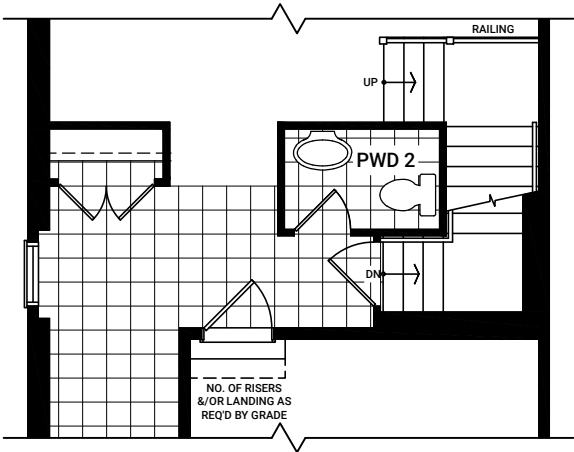 RAILING
UP
PWD 2
DN
NO. OF RISERS
&/OR LANDING AS
REQ'D BY GRADE